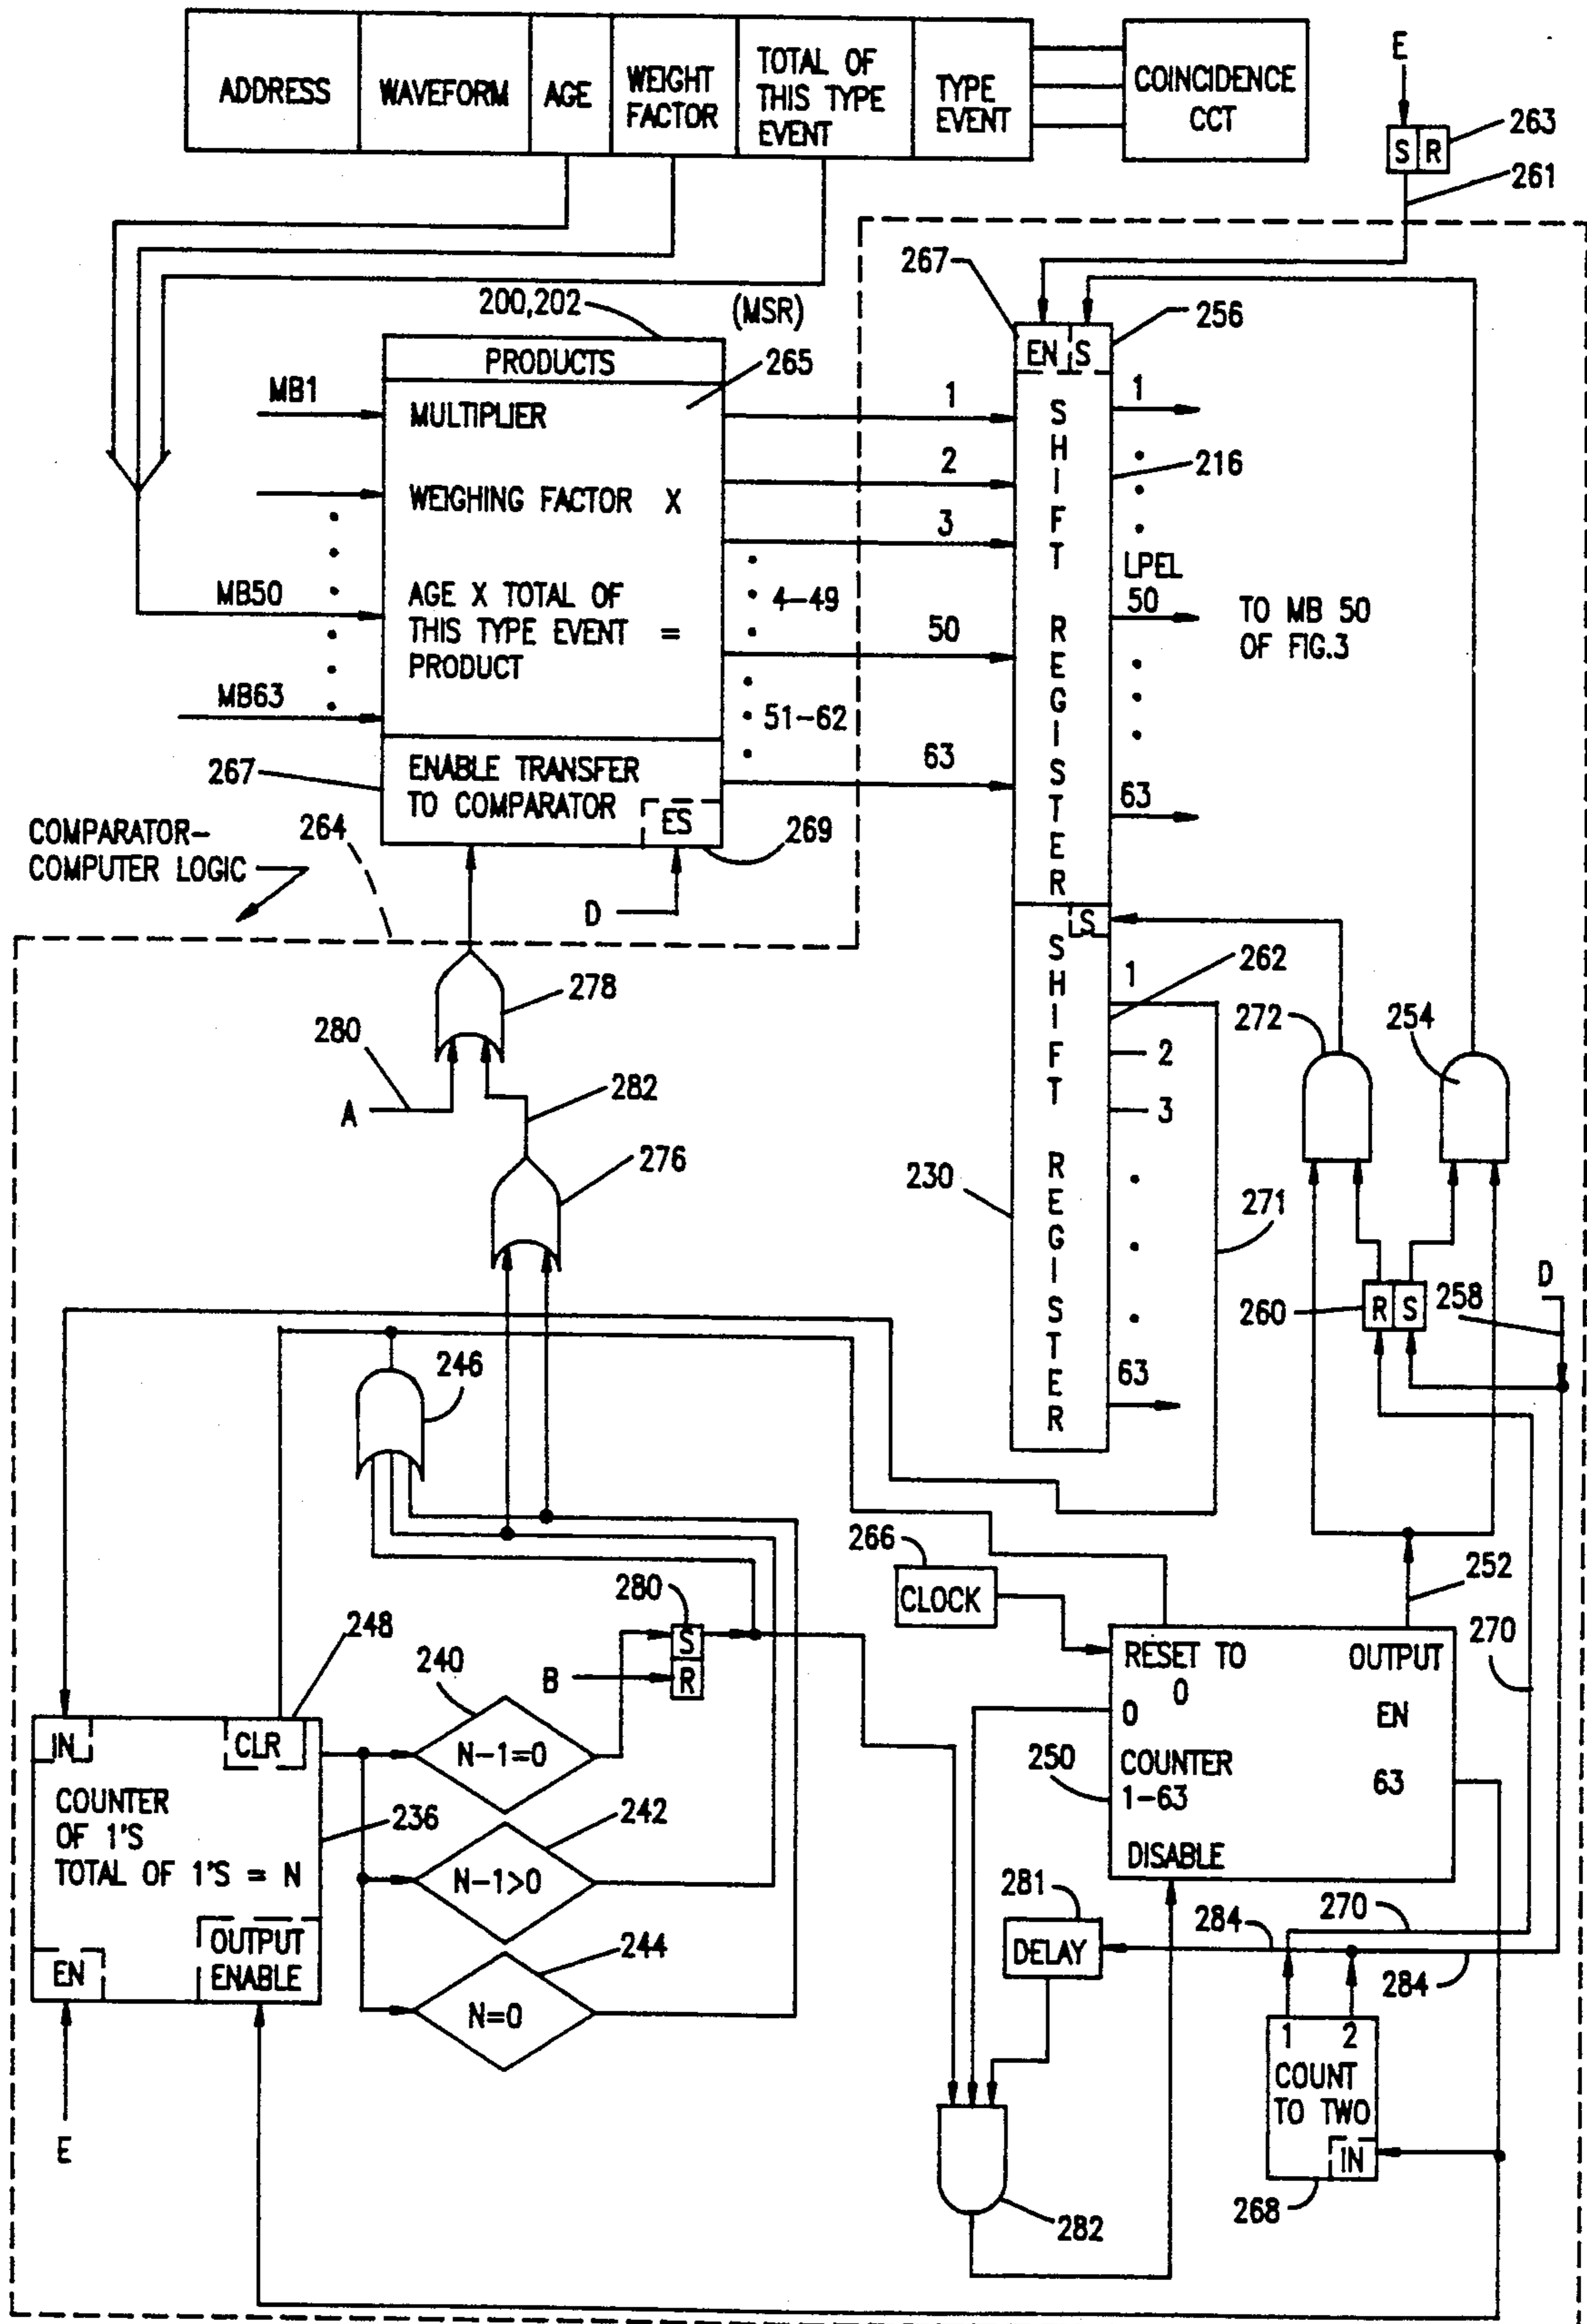 ADDRESS
WAVEFORM
AGE
WEIGHT
FACTOR
TOTAL OF
THIS TYPE
EVENT
TYPE
EVENT
COINCIDENCE
CCT
E
S R
263
261
200,202
(MSR)
PRODUCTS
265
MULTIPLIER
WEIGHING FACTOR X
AGE X TOTAL OF
THIS TYPE EVENT =
PRODUCT
ENABLE TRANSFER
TO COMPARATOR
ES
MB1
MB50
MB63
267
269
D
1
2
3
4-49
50
51-62
63
267
EN S
256
SHIFT REGISTER
216
1
LPEL
50
63
TO MB 50
OF FIG.3
COMPARATOR-
COMPUTER LOGIC
264
278
280
A
282
276
S
SHIFT REGISTER
230
262
1
2
3
63
271
272
254
260
R S
258
D
246
266
CLOCK
252
270
280
S
R
B
248
240
N-1=0
242
N-1>0
244
N=0
IN
CLR
COUNTER
OF 1'S
TOTAL OF 1'S = N
OUTPUT
ENABLE
EN
236
E
RESET TO
0
OUTPUT
EN
0
COUNTER
1-63
63
DISABLE
250
281
DELAY
284
270
284
1 2
COUNT
TO TWO
IN
268
282